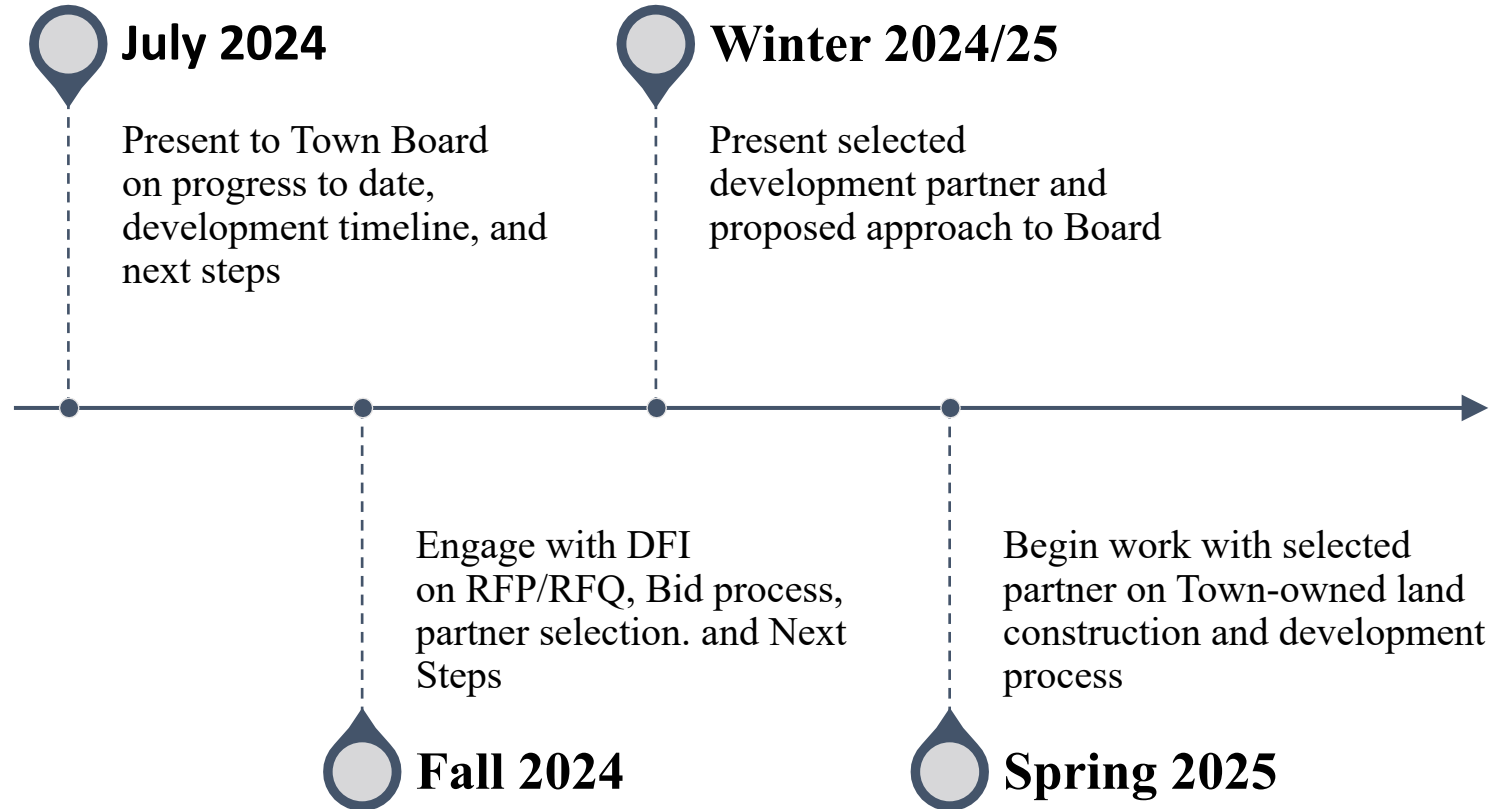 July 2024
Present to Town Board
on progress to date,
development timeline, and
next steps
Winter 2024/25
Present selected
development partner and
proposed approach to Board
Engage with DFI
on RFP/RFQ, Bid process,
partner selection. and Next
Steps
Fall 2024
Begin work with selected
partner on Town-owned land
construction and development
process
Spring 2025